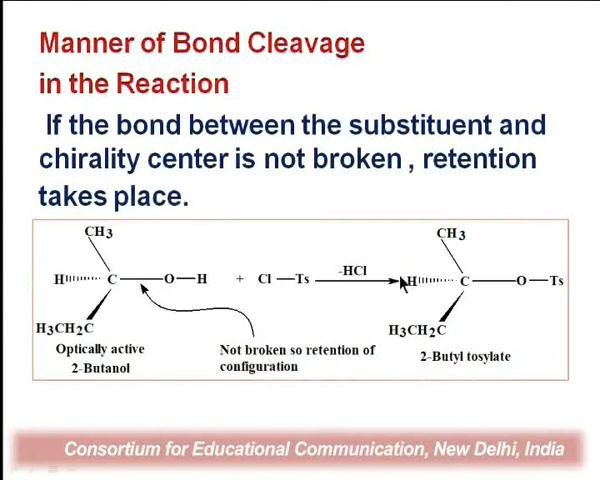 Manner of Bond Cleavage
in the Reaction
If the bond between the substituent and
chirality center is not broken , retention
takes place.
CH3
CH3
H C O H + Cl Ts -HCl H C O Ts
H3CH2C
H3CH2C
Optically active
2-Butanol
Not broken so retention of
configuration
2-Butyl tosylate
Consortium for Educational Communication, New Delhi, India